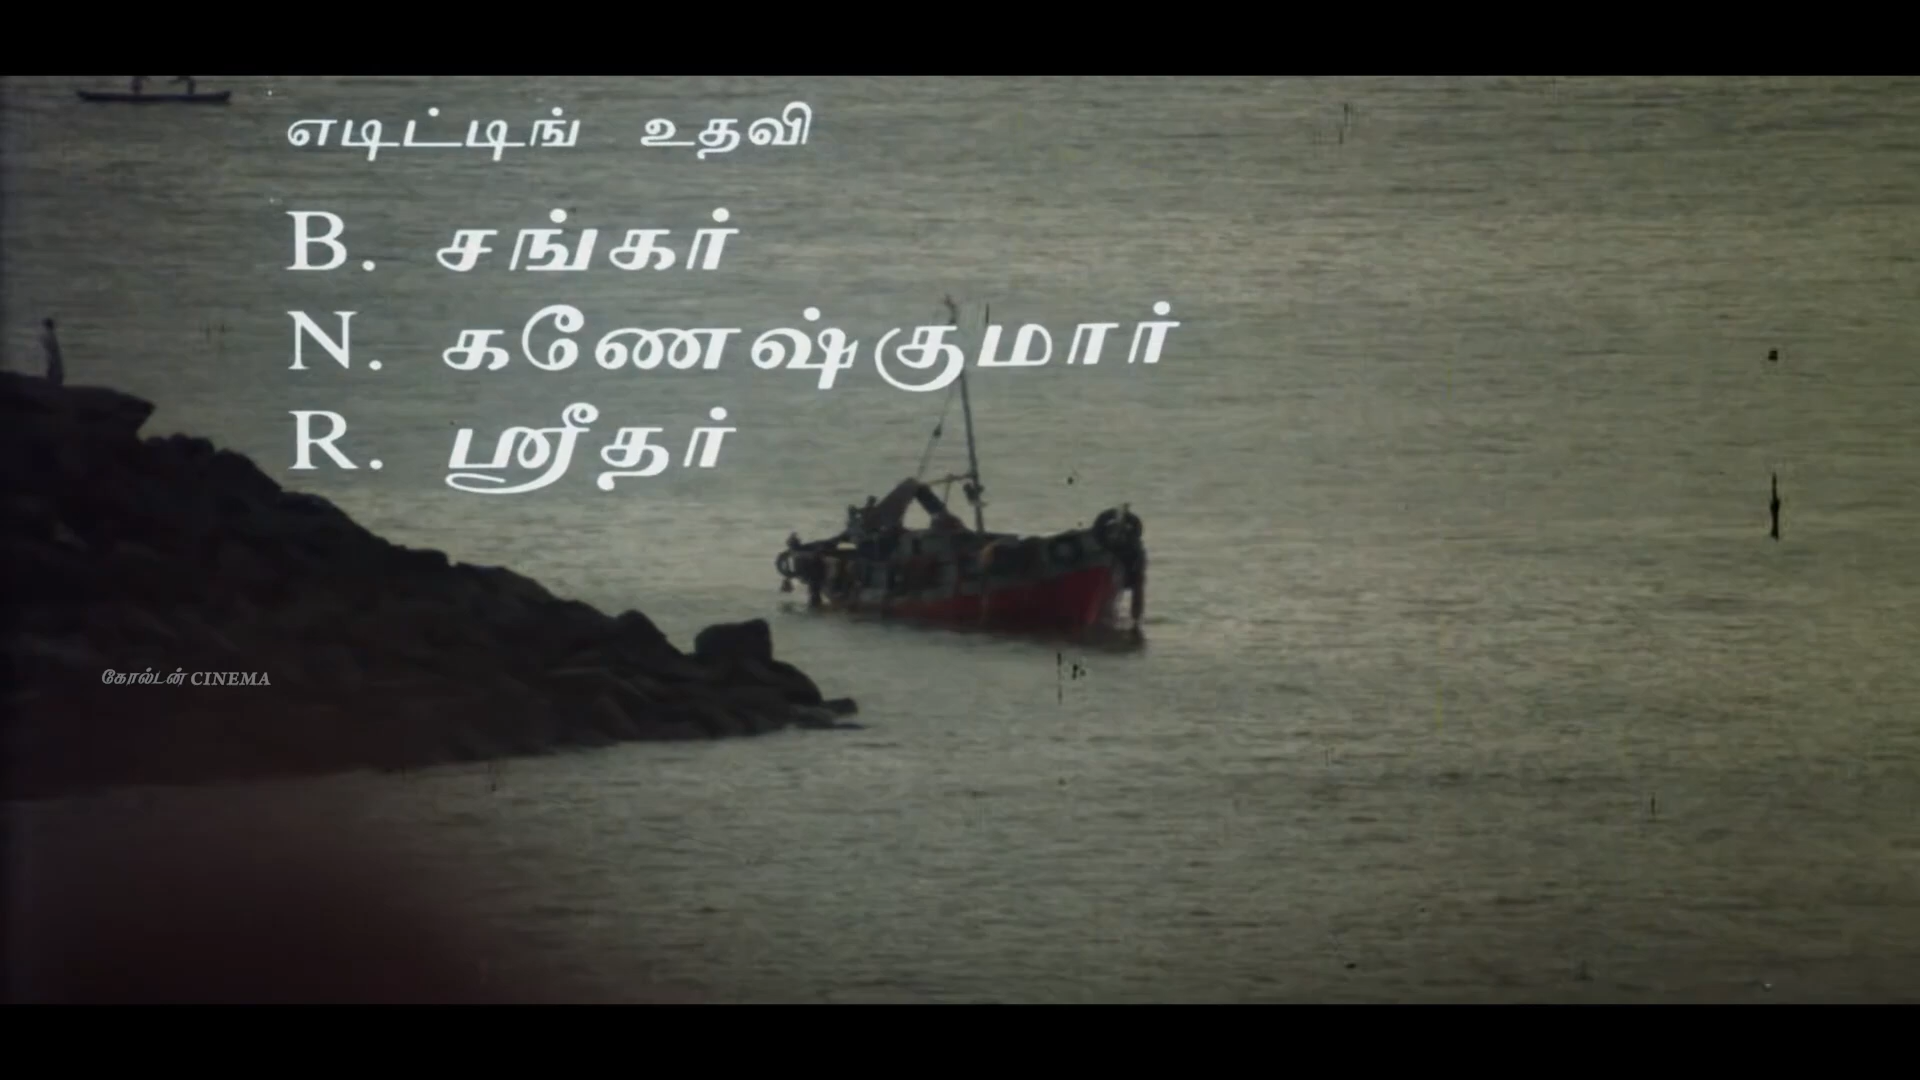 எடிட்டிங் உதவி
B. சங்கர்
N. கணேஷ்குமார்
R. ஸ்ரீதர்
கோல்டன் CINEMA